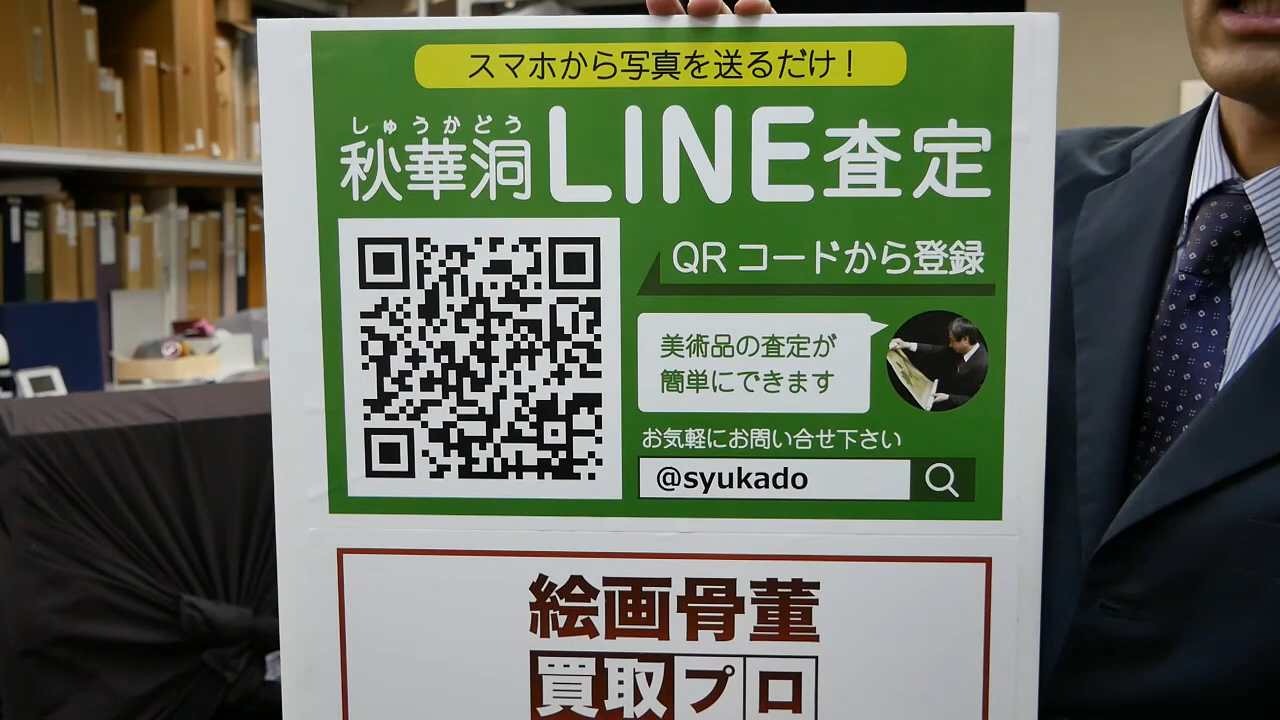 スマホから写真を送るだけ！
しゅうかどう
秋華洞LINE査定
QRコードから登録
美術品の査定が
簡単にできます
お気軽にお問い合せ下さい
@syukado
絵画骨董
買取プロ